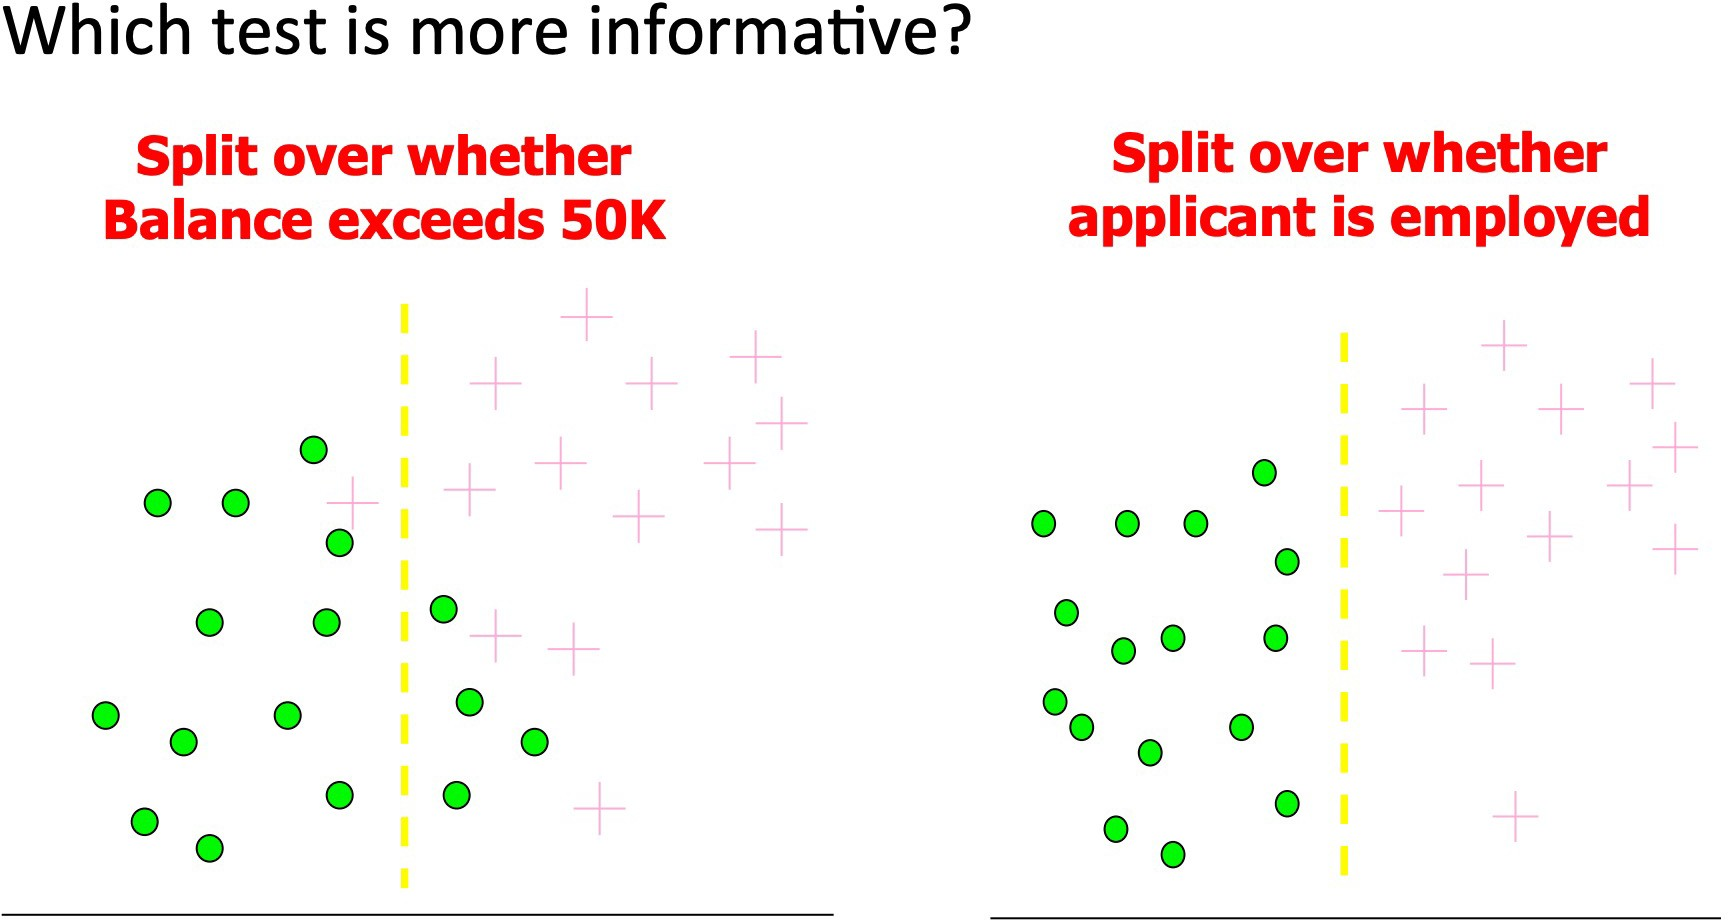 Which test is more informative?
Split over whether
Balance exceeds 50K
Split over whether
applicant is employed